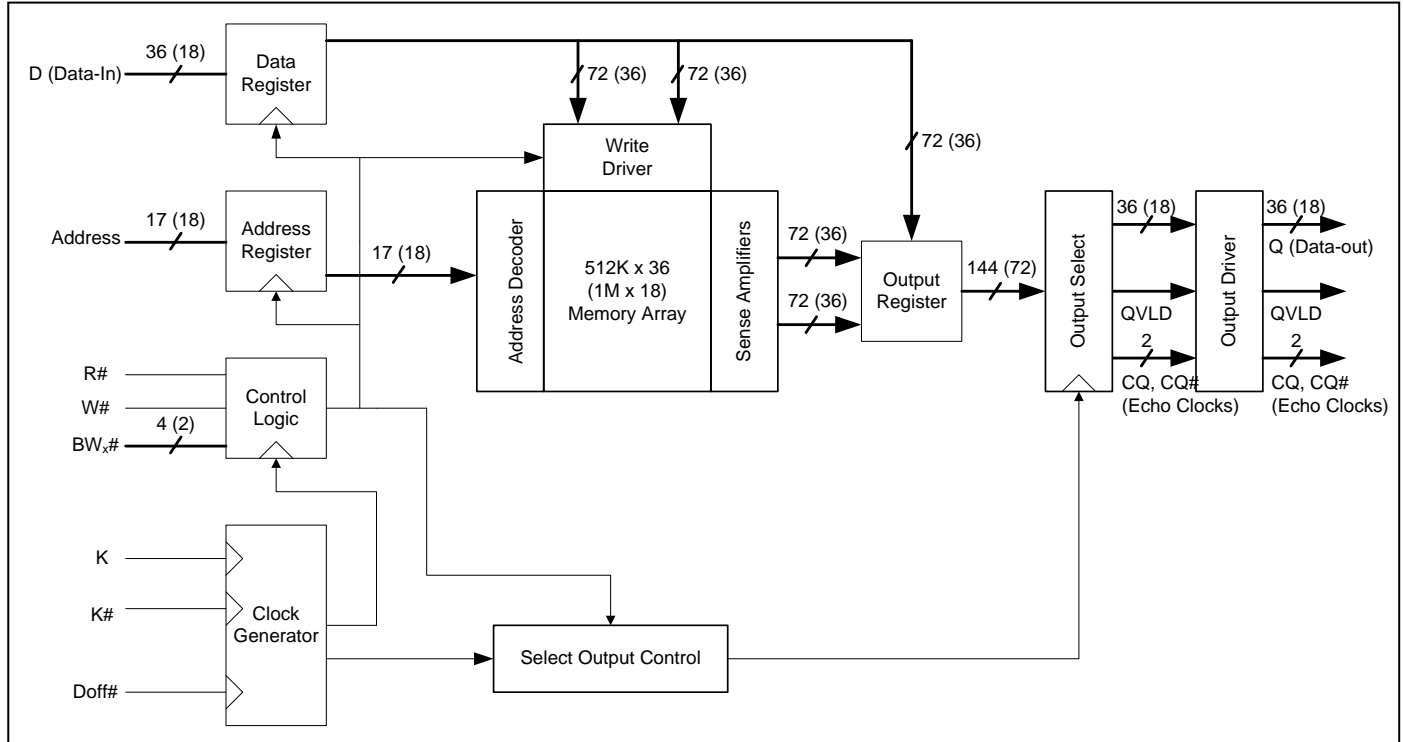 36 (18)
D (Data-In)
Data
Register
72 (36)
72 (36)
72 (36)
Write
Driver
17 (18)
Address
Address
Register
17 (18)
Address Decoder
512K x 36
(1M x 18)
Memory Array
Sense Amplifiers
72 (36)
72 (36)
Output
Register
144 (72)
Output Select
36 (18)
QVLD
2
CQ, CQ#
(Echo Clocks)
Output Driver
36 (18)
Q (Data-out)
QVLD
2
CQ, CQ#
(Echo Clocks)
R#
W#
4 (2)
BWx#
Control
Logic
K
K#
Doff#
Clock
Generator
Select Output Control